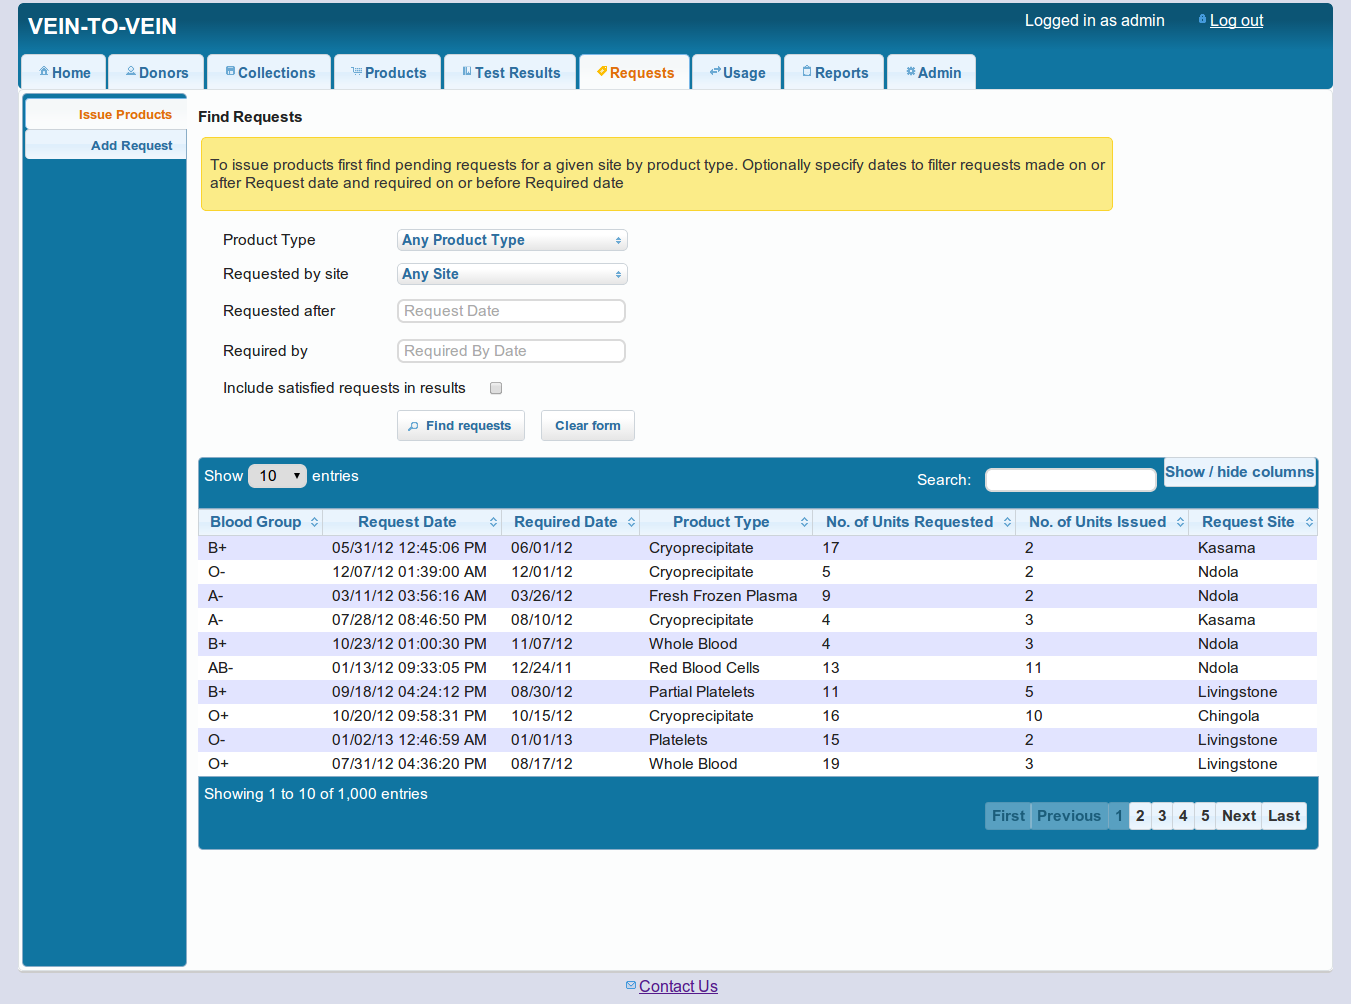 VEIN-TO-VEIN
Logged in as admin Log out
Home Donors Collections Products Test Results Requests Usage Reports Admin
Issue Products
Add Request
Find Requests
To issue products first find pending requests for a given site by product type. Optionally specify dates to filter requests made on or
after Request date and required on or before Required date
Product Type Any Product Type
Requested by site Any Site
Requested after Request Date
Required by Required By Date
Include satisfied requests in results
Find requests Clear form
Show 10 entries Search: Show / hide columns
Blood Group Request Date Required Date Product Type No. of Units Requested No. of Units Issued Request Site
B+ 05/31/12 12:45:06 PM 06/01/12 Cryoprecipitate 17 2 Kasama
O- 12/07/12 01:39:00 AM 12/01/12 Cryoprecipitate 5 2 Ndola
A- 03/11/12 03:56:16 AM 03/26/12 Fresh Frozen Plasma 9 2 Ndola
A- 07/28/12 08:46:50 PM 08/10/12 Cryoprecipitate 4 3 Kasama
B+ 10/23/12 01:00:30 PM 11/07/12 Whole Blood 4 3 Ndola
AB- 01/13/12 09:33:05 PM 12/24/11 Red Blood Cells 13 11 Ndola
B+ 09/18/12 04:24:12 PM 08/30/12 Partial Platelets 11 5 Livingstone
O+ 10/20/12 09:58:31 PM 10/15/12 Cryoprecipitate 16 10 Chingola
O- 01/02/13 12:46:59 AM 01/01/13 Platelets 15 2 Livingstone
O+ 07/31/12 04:36:20 PM 08/17/12 Whole Blood 19 3 Livingstone
Showing 1 to 10 of 1,000 entries
First Previous 1 2 3 4 5 Next Last
Contact Us